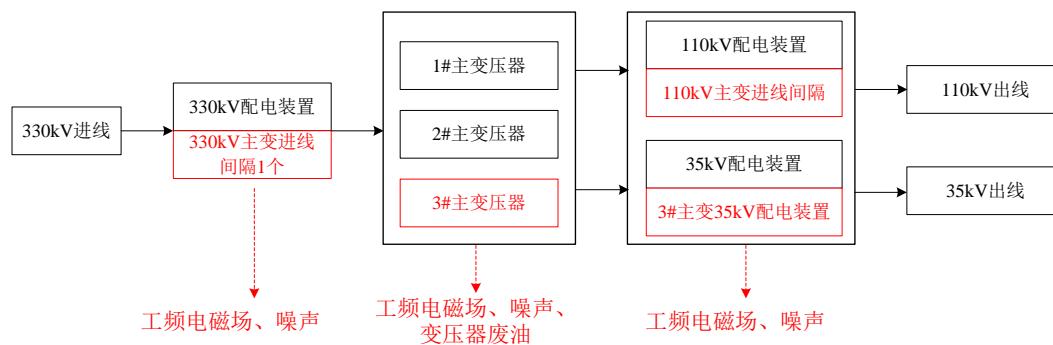 330kV进线
330kV配电装置
330kV主变进线
间隔1个
1#主变压器
2#主变压器
3#主变压器
110kV配电装置
110kV主变进线间隔
35kV配电装置
3#主变35kV配电装置
110kV出线
35kV出线
工频电磁场、噪声
工频电磁场、噪声、
变压器废油
工频电磁场、噪声